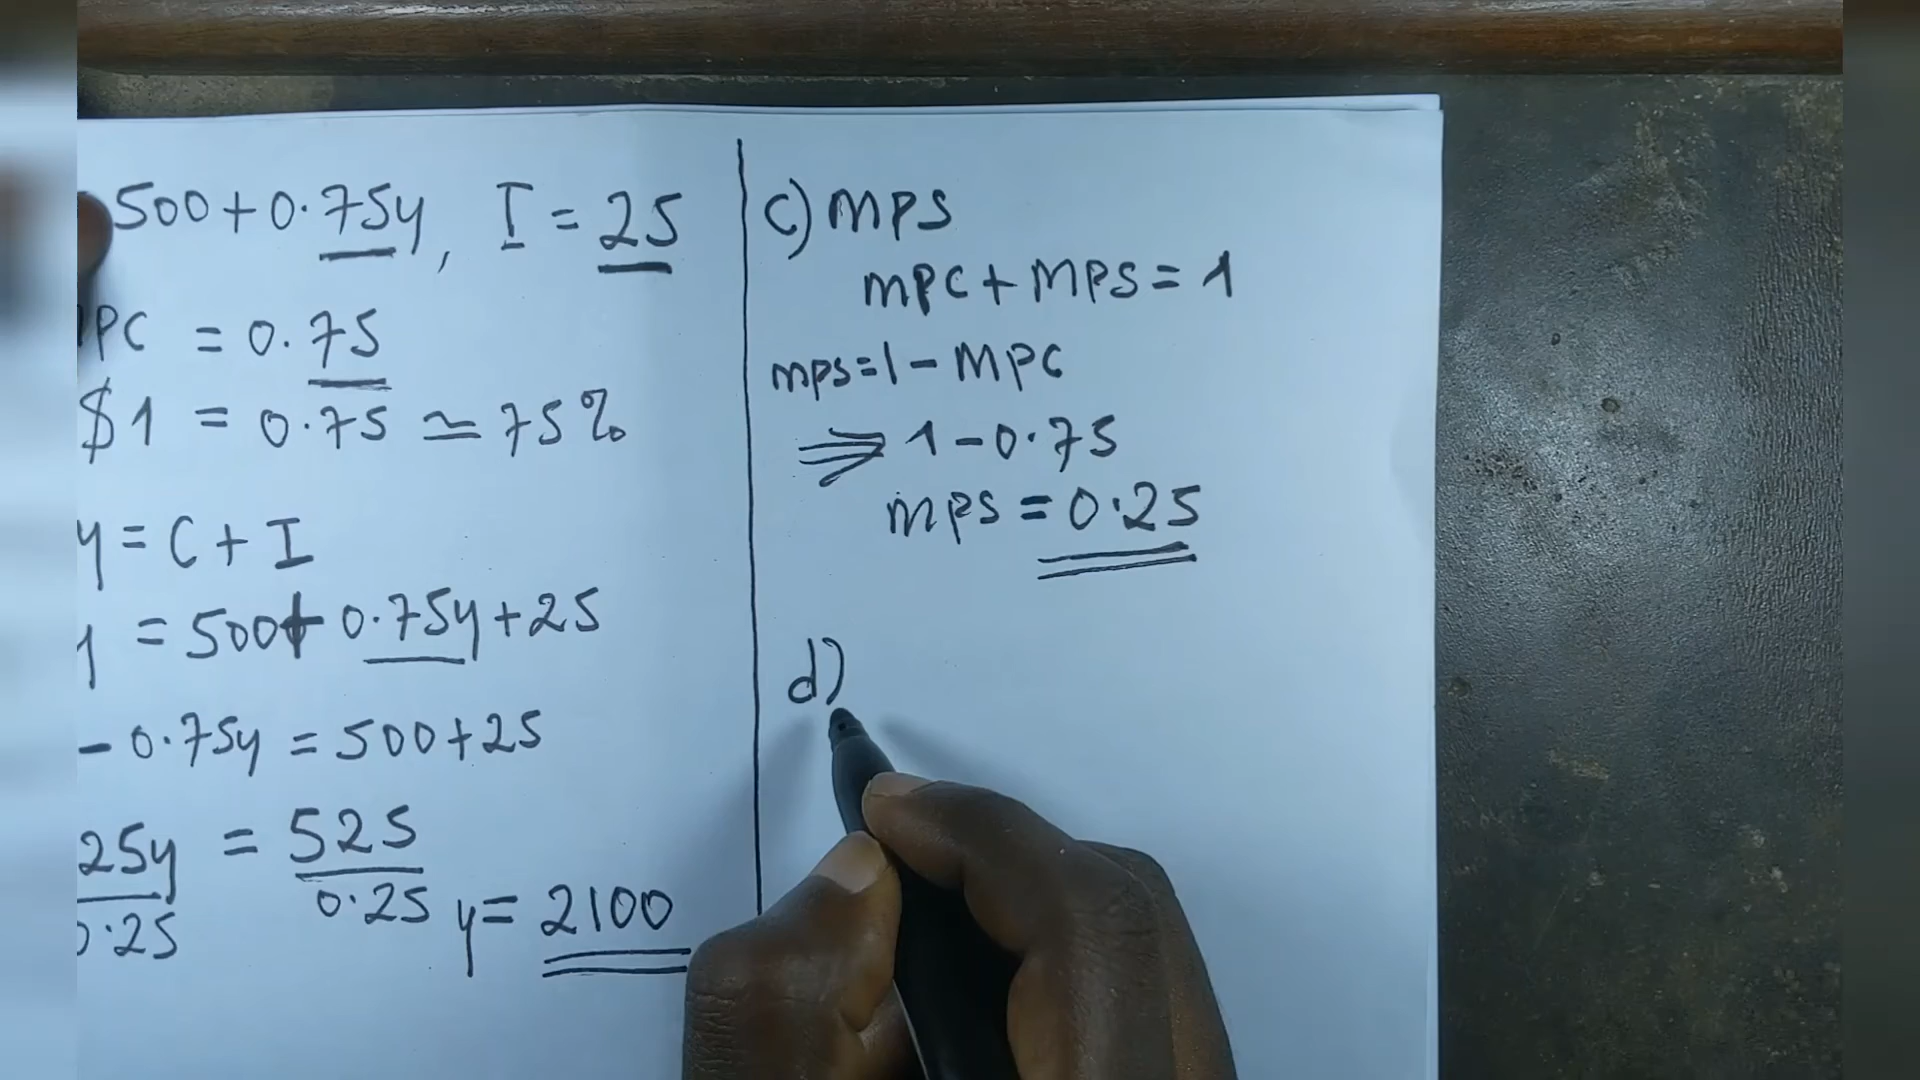 500+0.75y, I = 25
MPC = 0.75
$1 = 0.75 ≃ 75%
y = C + I
y = 500+ 0.75y+25
- 0.75y = 500+25
25y = 525
0.25 0.25 y= 2100
c) MPS
MPC + MPS = 1
MPS=1-MPC
⇒ 1-0.75
MPS = 0.25
d)